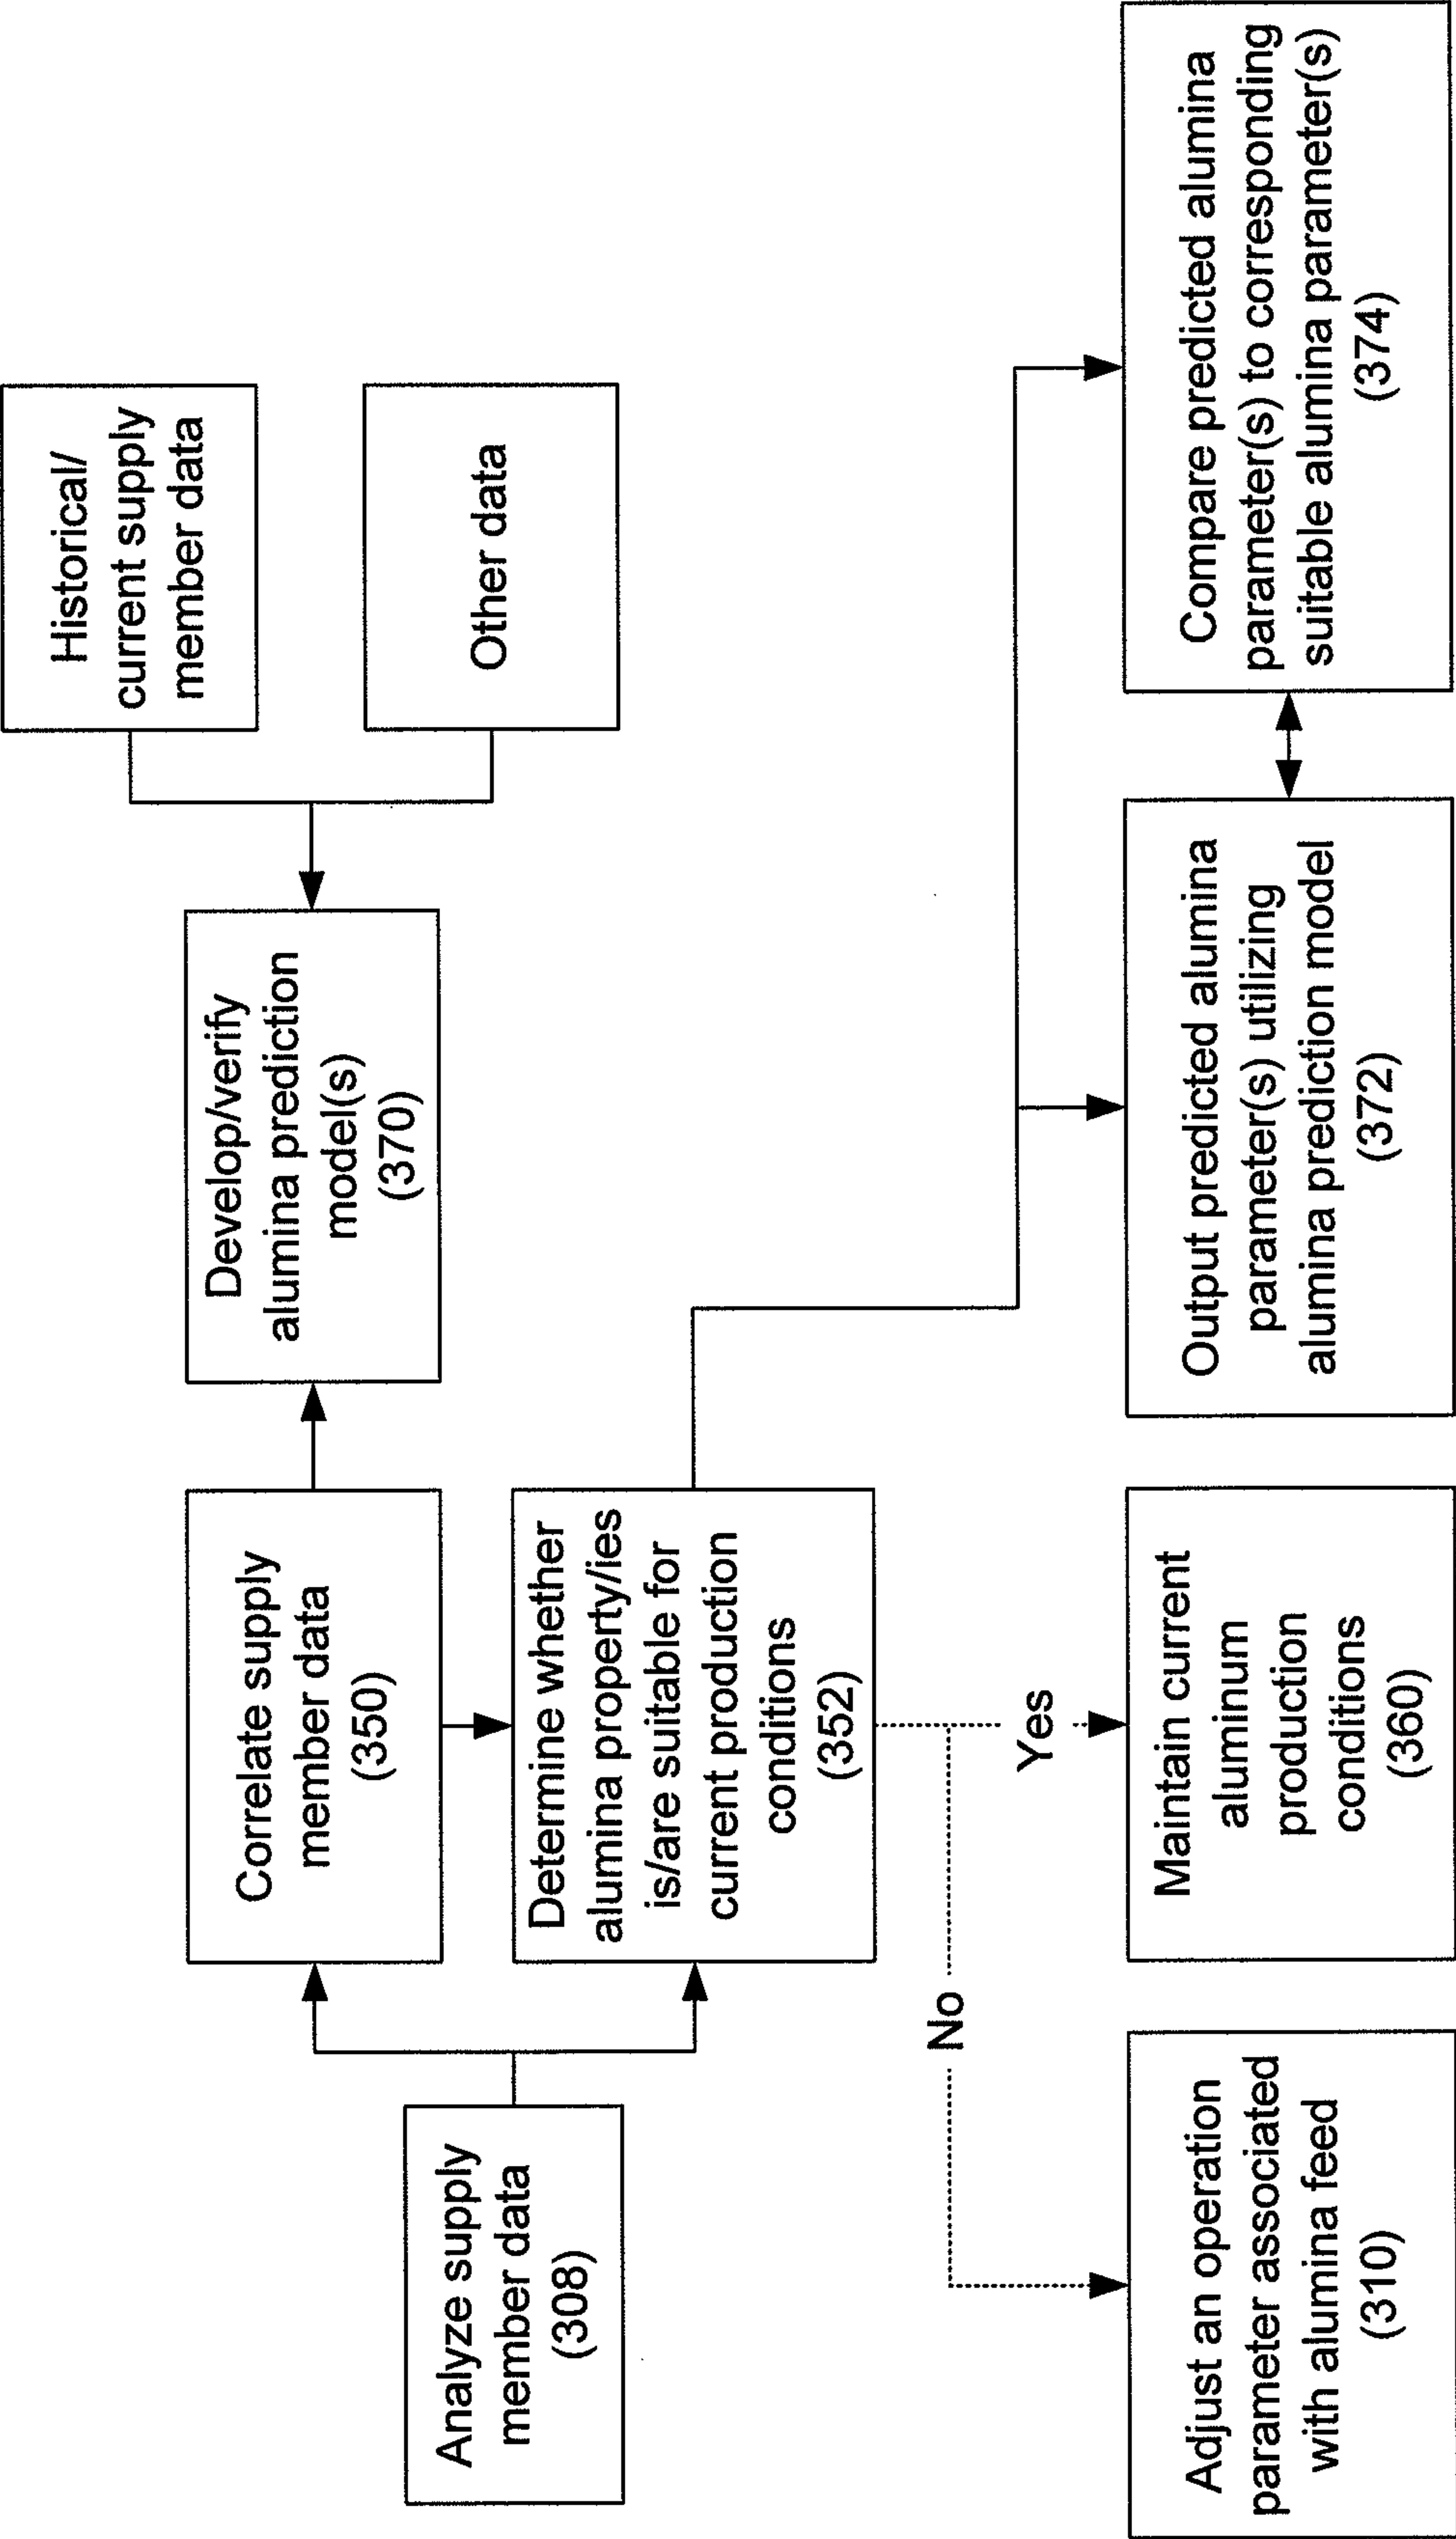 Historical/
current supply
member data
Other data
Develop/verify
alumina prediction
model(s)
(370)
Correlate supply
member data
(350)
Analyze supply
member data
(308)
Determine whether
alumina property/ies
is/are suitable for
current production
conditions
(352)
No
Yes
Adjust an operation
parameter associated
with alumina feed
(310)
Maintain current
aluminum
production
conditions
(360)
Output predicted alumina
parameter(s) utilizing
alumina prediction model
(372)
Compare predicted alumina
parameter(s) to corresponding
suitable alumina parameter(s)
(374)